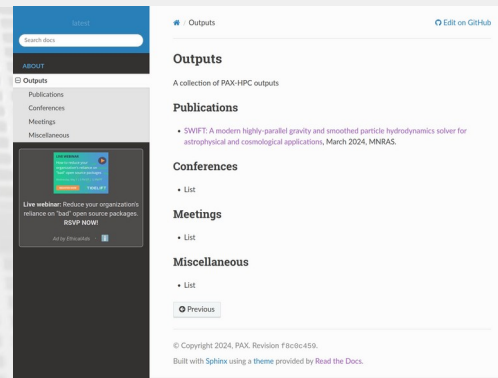 latest
Search docs
ABOUT
Outputs
Publications
Conferences
Meetings
Miscellaneous
LIVE WEBINAR
TIDELIFT
Live webinar: Reduce your organization's
reliance on "bad" open source packages.
RSVP NOW!
Ad by EthicalAds
/ Outputs
Edit on GitHub
Outputs
A collection of PAX-HPC outputs
Publications
• SWIFT: A modern highly-parallel gravity and smoothed particle hydrodynamics solver for
astrophysical and cosmological applications, March 2024, MNRAS.
Conferences
• List
Meetings
• List
Miscellaneous
• List
Previous
© Copyright 2024, PAX. Revision f8c0c459.
Built with Sphinx using a theme provided by Read the Docs.